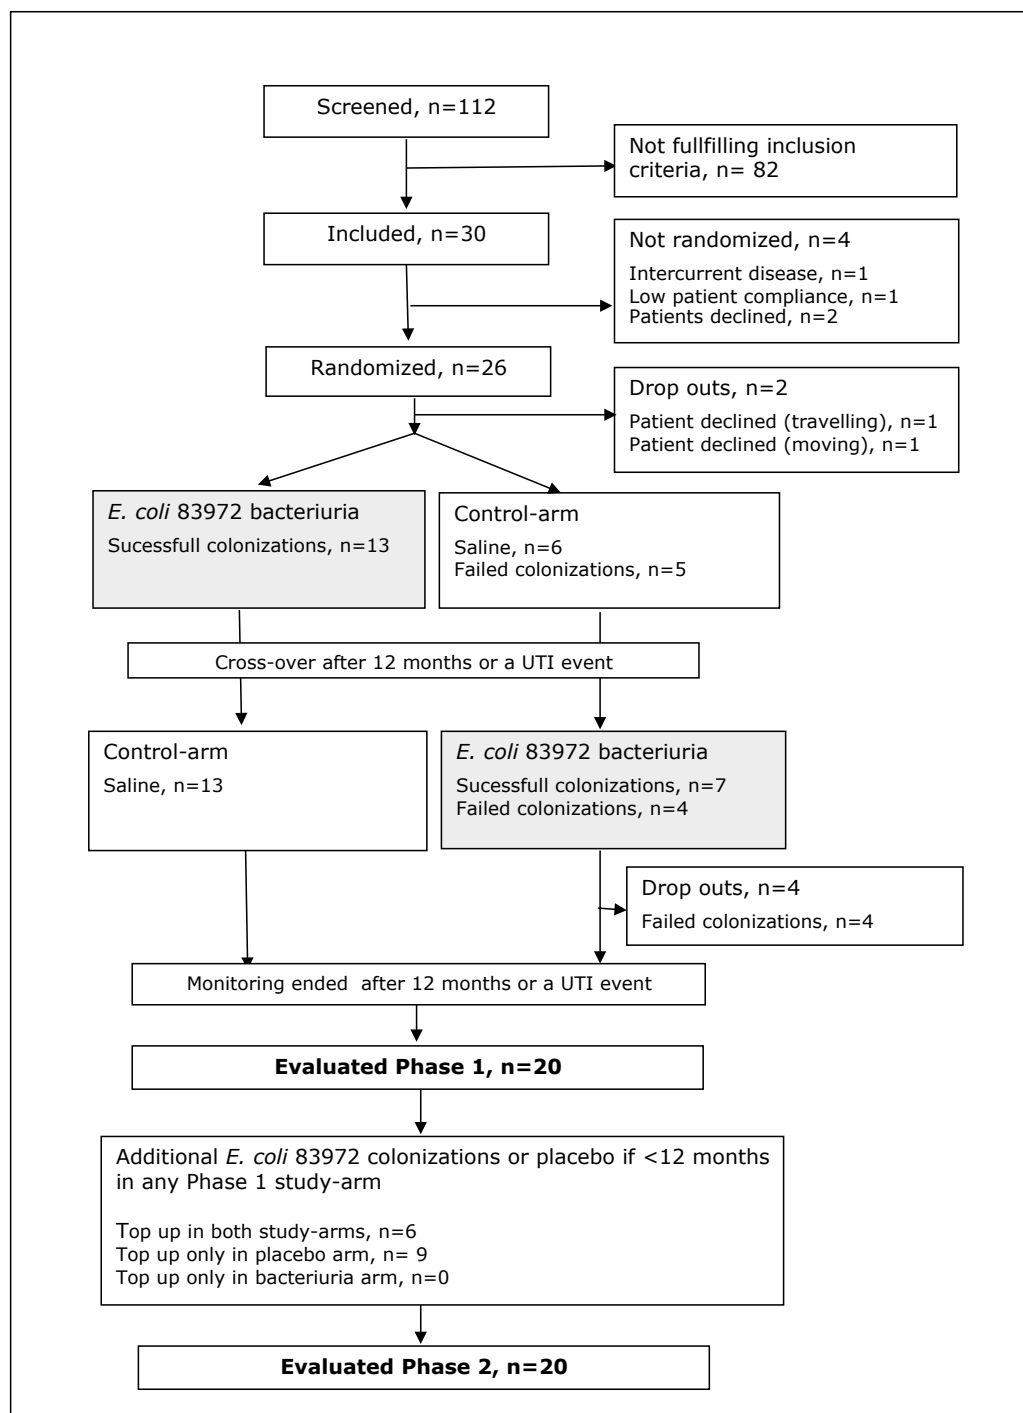 Screened, n=112
Not fullfilling inclusion
criteria, n= 82
Included, n=30
Not randomized, n=4
Intercurrent disease, n=1
Low patient compliance, n=1
Patients declined, n=2
Randomized, n=26
Drop outs, n=2
Patient declined (travelling), n=1
Patient declined (moving), n=1
E. coli 83972 bacteriuria
Sucessfull colonizations, n=13
Control-arm
Saline, n=6
Failed colonizations, n=5
Cross-over after 12 months or a UTI event
Control-arm
Saline, n=13
E. coli 83972 bacteriuria
Sucessfull colonizations, n=7
Failed colonizations, n=4
Drop outs, n=4
Failed colonizations, n=4
Monitoring ended after 12 months or a UTI event
Evaluated Phase 1, n=20
Additional E. coli 83972 colonizations or placebo if <12 months
in any Phase 1 study-arm
Top up in both study-arms, n=6
Top up only in placebo arm, n= 9
Top up only in bacteriuria arm, n=0
Evaluated Phase 2, n=20